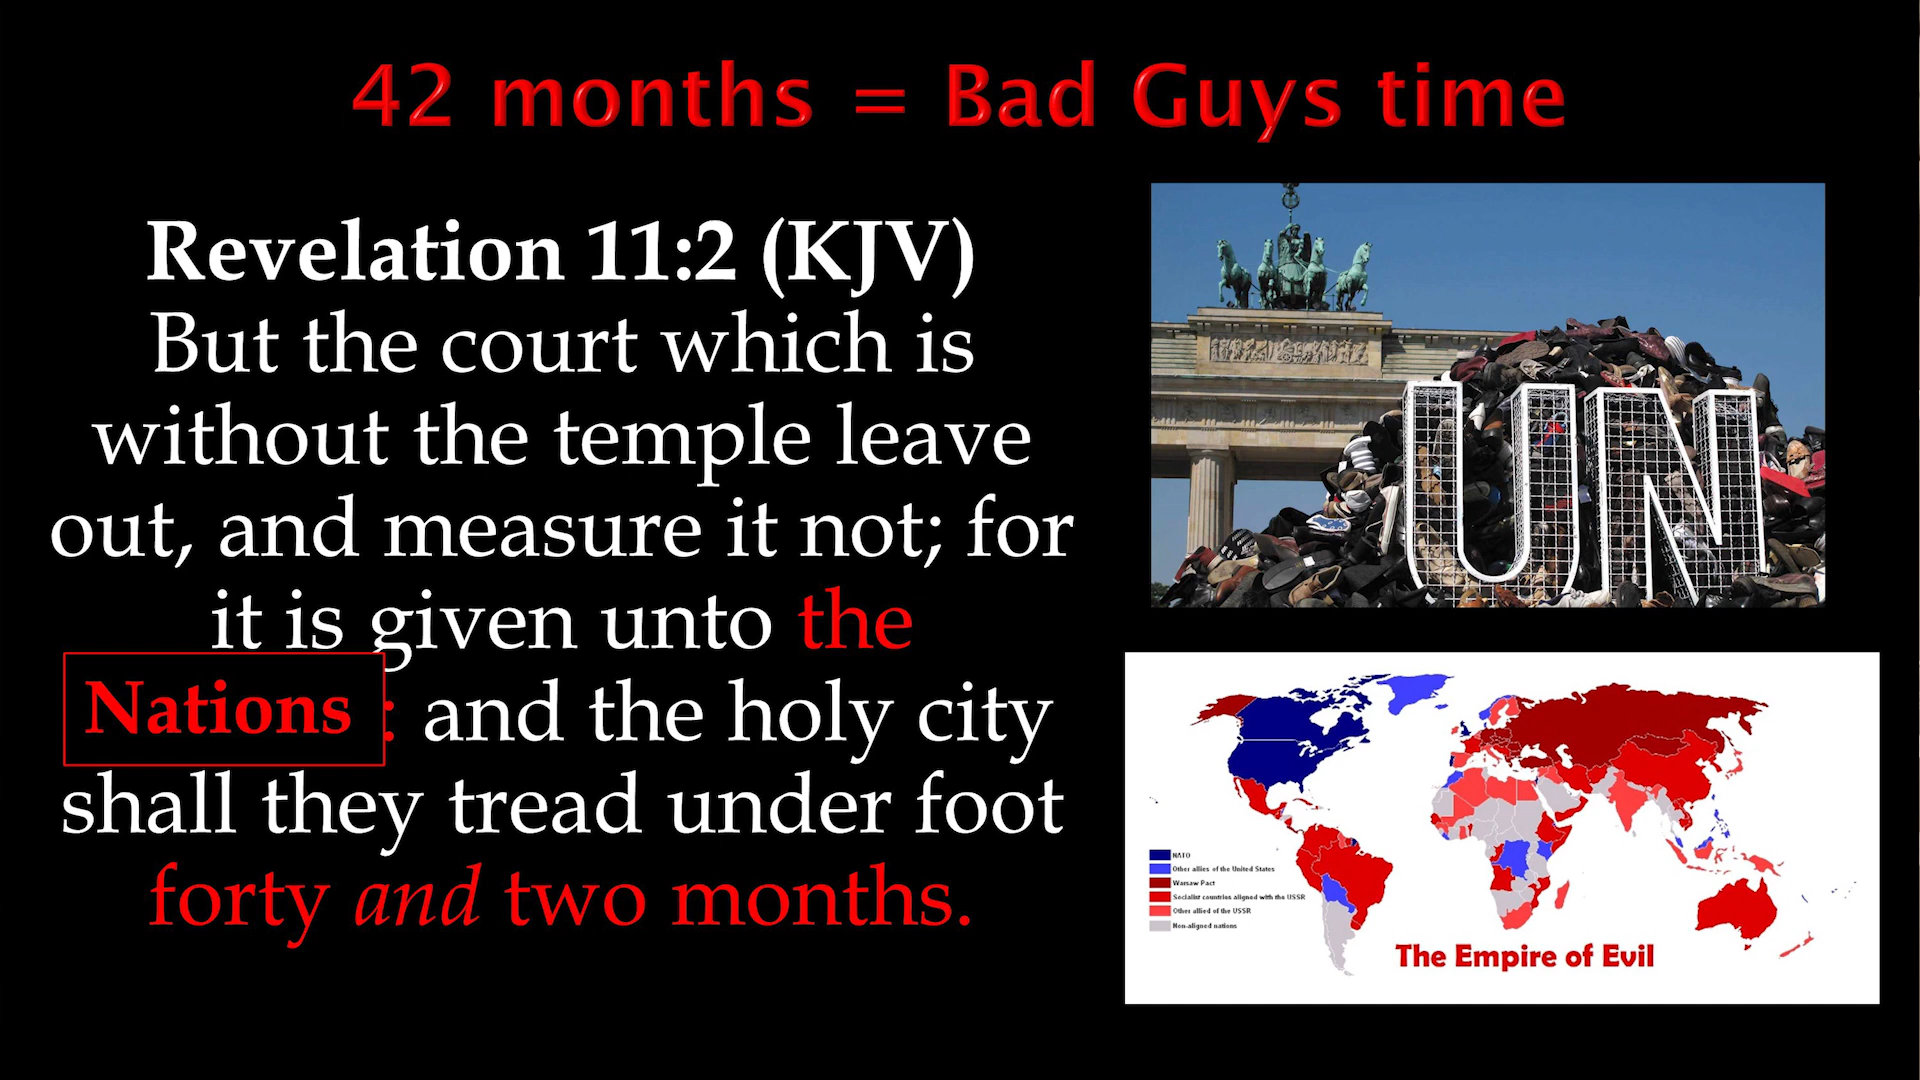 42 months = Bad Guys time
Revelation 11:2 (KJV)
But the court which is
without the temple leave
out, and measure it not; for
it is given unto the
Nations : and the holy city
shall they tread under foot
forty and two months.
UN
NATO
Other allies of the United States
Warsaw Pact
Socialist countries aligned with the USSR
Other allied of the USSR
Non-aligned nations
The Empire of Evil